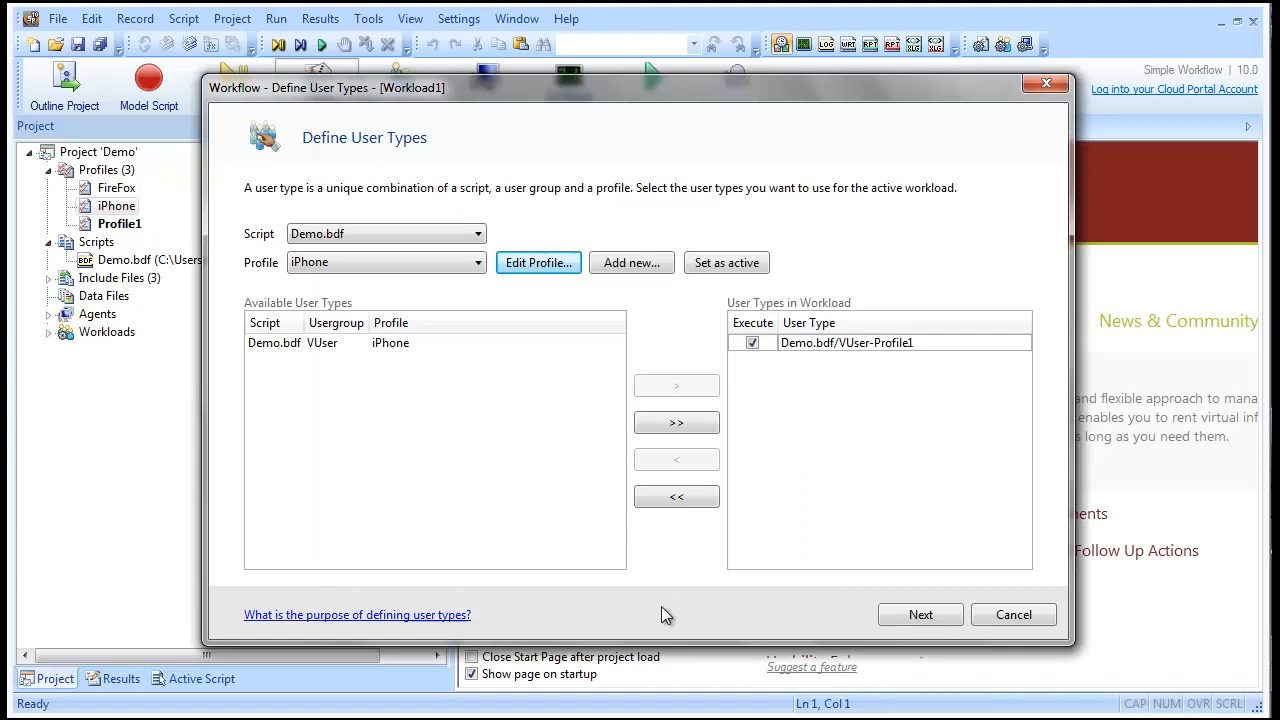 File Edit Record Script Project Run Results Tools View Settings Window Help
LOG WRT RPT RPT XLG XLG
Outline Project Model Script
Simple Workflow | 10.0
Log into your Cloud Portal Account
Project
Workflow - Define User Types - [Workload1]
Define User Types
A user type is a unique combination of a script, a user group and a profile. Select the user types you want to use for the active workload.
Script Demo.bdf
Profile iPhone Edit Profile... Add new... Set as active
Available User Types
Script Usergroup Profile
Demo.bdf VUser iPhone
> 
>>
<
<<
User Types in Workload
Execute User Type
Demo.bdf/VUser-Profile1
What is the purpose of defining user types?
Next Cancel
Project 'Demo'
Profiles (3)
FireFox
iPhone
Profile1
Scripts
BDF Demo.bdf (C:\Users
Include Files (3)
Data Files
Agents
Workloads
News & Community
and flexible approach to mana
enables you to rent virtual inf
s long as you need them.
ents
Follow Up Actions
Close Start Page after project load
Show page on startup
Suggest a feature
Project Results Active Script
Ready Ln 1, Col 1 CAP NUM OVR SCRL